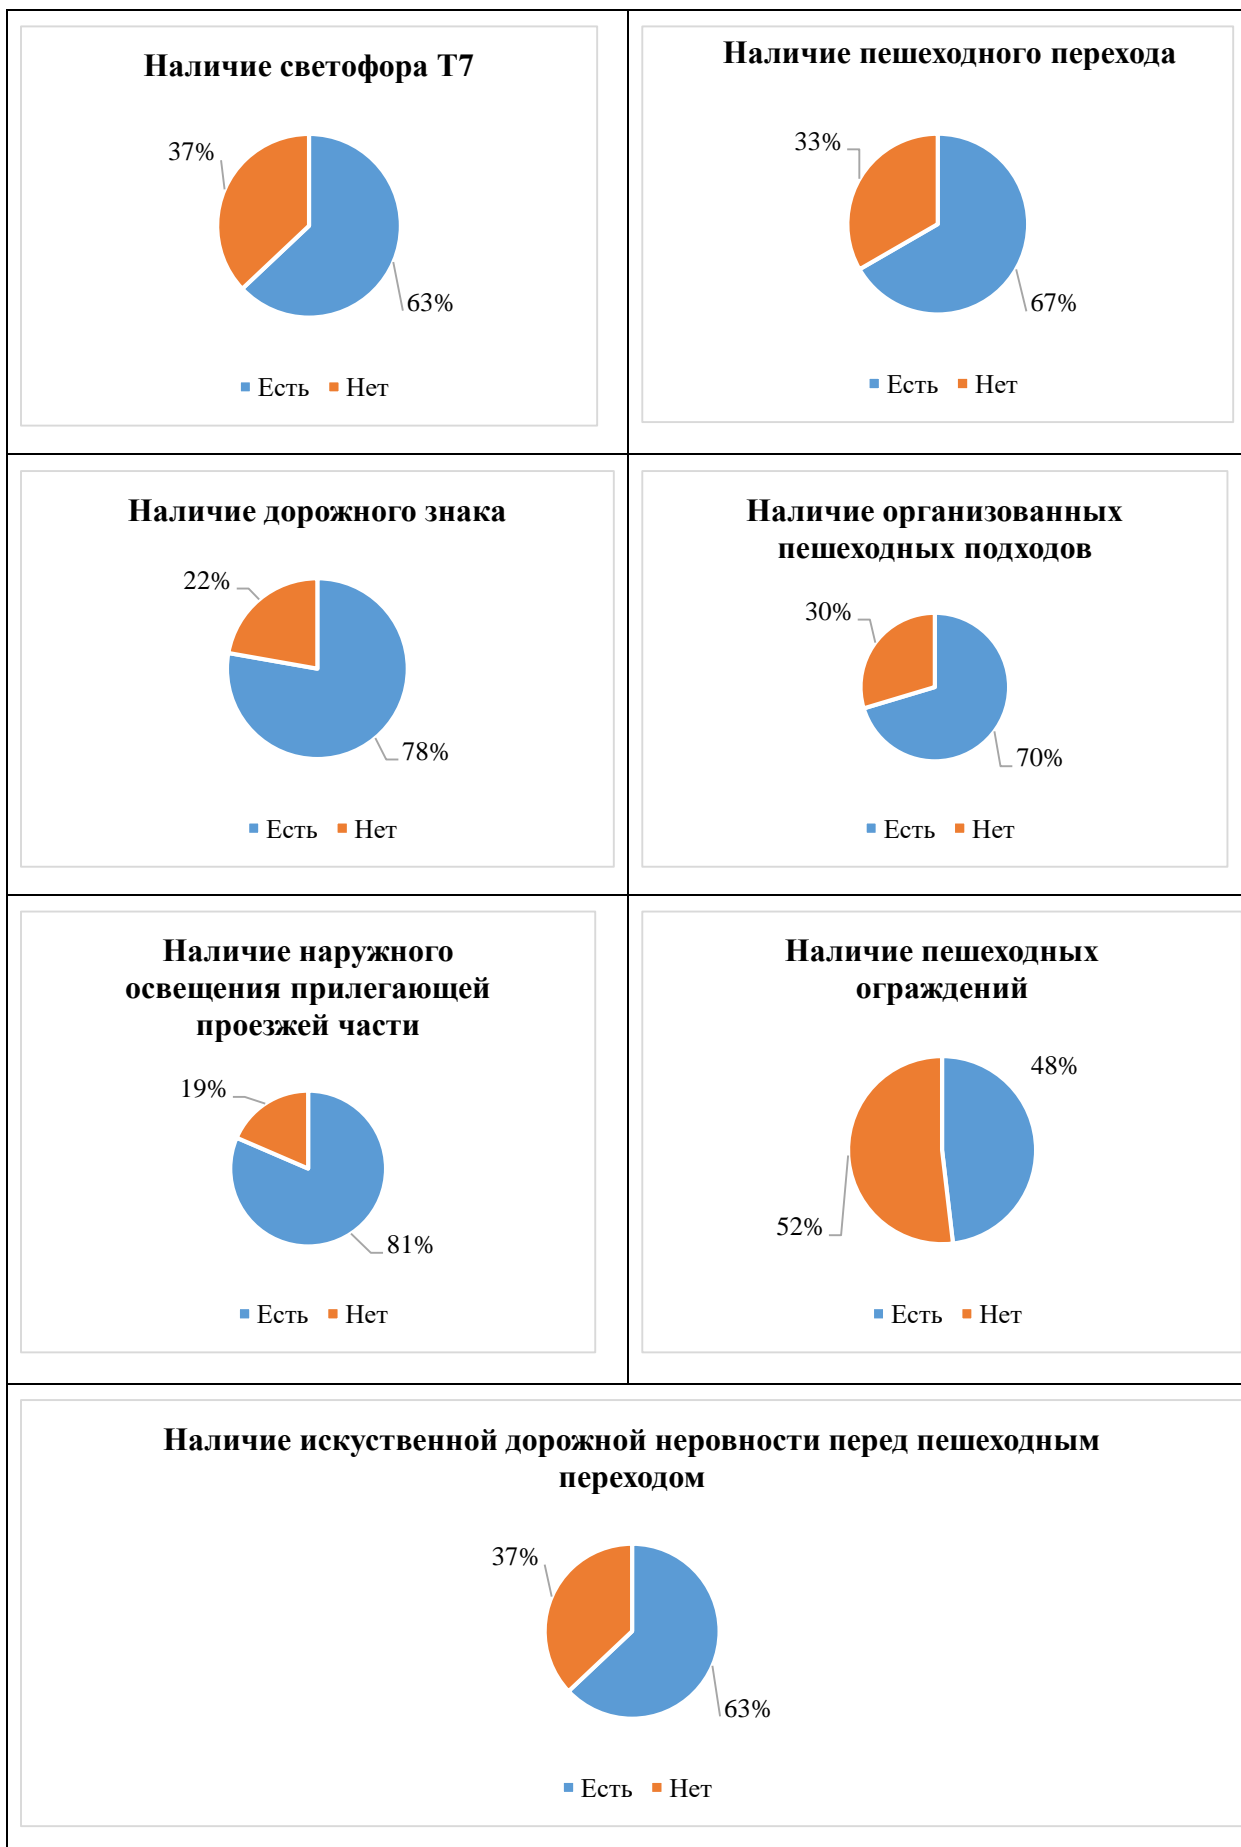 Наличие светофора Т7
37%
63%
Есть Нет
Наличие пешеходного перехода
33%
67%
Есть Нет
Наличие дорожного знака
22%
78%
Есть Нет
Наличие организованных
пешеходных подходов
30%
70%
Есть Нет
Наличие наружного
освещения прилегающей
проезжей части
19%
81%
Есть Нет
Наличие пешеходных
ограждений
48%
52%
Есть Нет
Наличие искуственной дорожной неровности перед пешеходным
переходом
37%
63%
Есть Нет